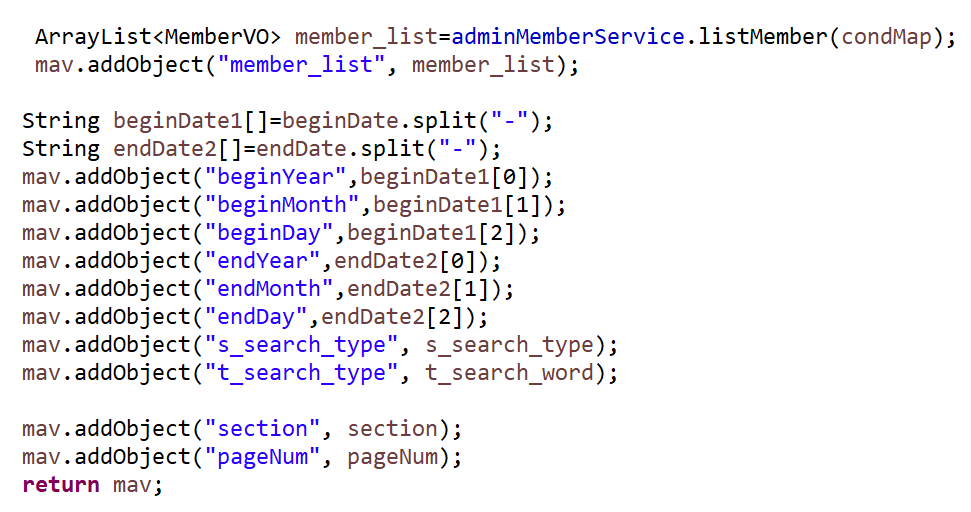 ArrayList<MemberVO> member_list=adminMemberService.listMember(condMap);
mav.addObject("member_list", member_list);
String beginDate1[]=beginDate.split("-");
String endDate2[]=endDate.split("-");
mav.addObject("beginYear",beginDate1[0]);
mav.addObject("beginMonth",beginDate1[1]);
mav.addObject("beginDay",beginDate1[2]);
mav.addObject("endYear",endDate2[0]);
mav.addObject("endMonth",endDate2[1]);
mav.addObject("endDay",endDate2[2]);
mav.addObject("s_search_type", s_search_type);
mav.addObject("t_search_type", t_search_word);
mav.addObject("section", section);
mav.addObject("pageNum", pageNum);
return mav;